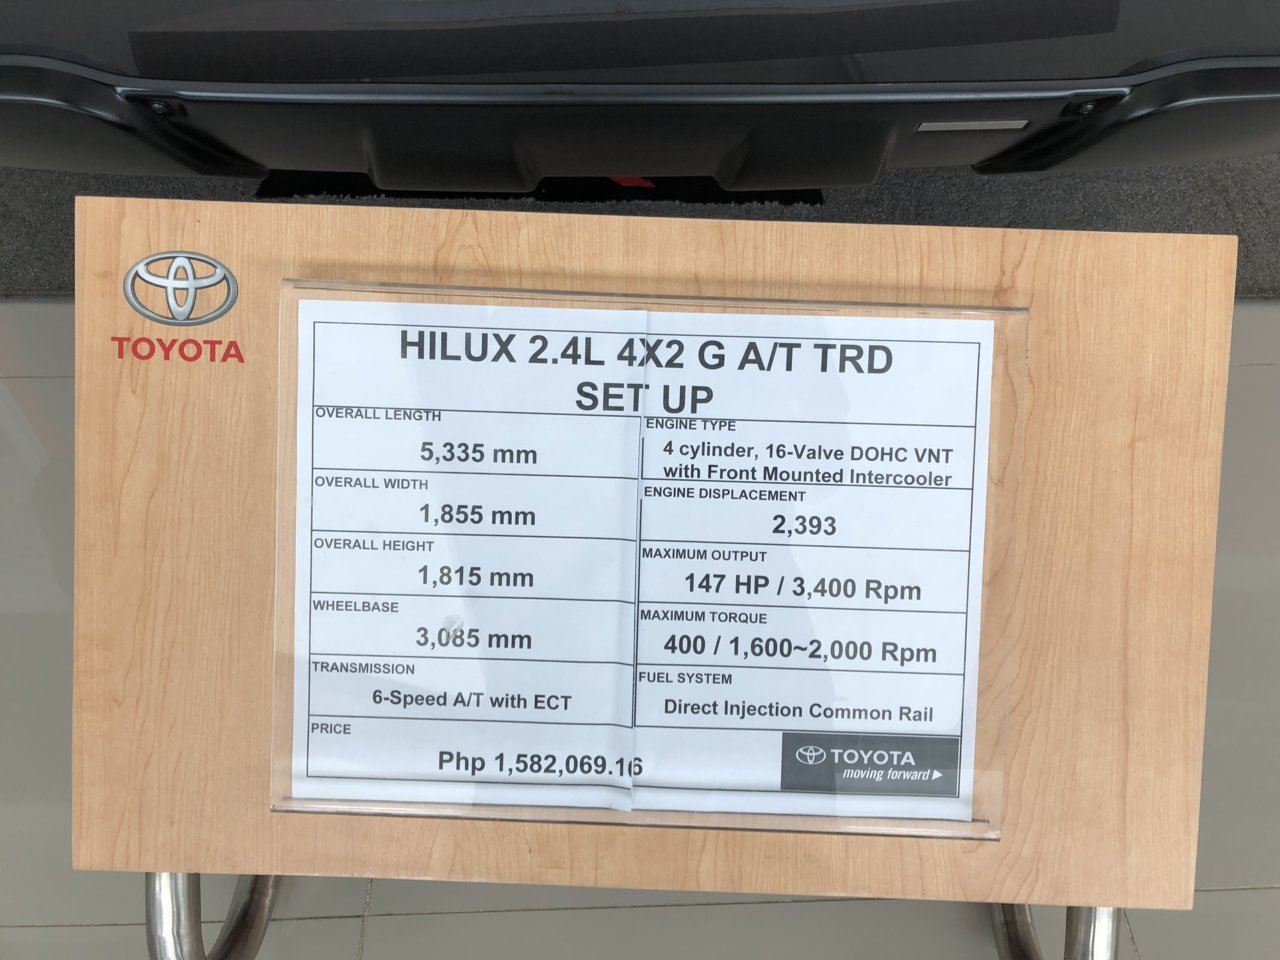 TOYOTA
HILUX 2.4L 4X2 G A/T TRD
SET UP
OVERALL LENGTH
5,335 mm
OVERALL WIDTH
1,855 mm
OVERALL HEIGHT
1,815 mm
WHEELBASE
3,085 mm
TRANSMISSION
6-Speed A/T with ECT
ENGINE TYPE
4 cylinder, 16-Valve DOHC VNT
with Front Mounted Intercooler
ENGINE DISPLACEMENT
2,393
MAXIMUM OUTPUT
147 HP / 3,400 Rpm
MAXIMUM TORQUE
400 / 1,600~2,000 Rpm
FUEL SYSTEM
Direct Injection Common Rail
PRICE
Php 1,582,069.16
TOYOTA
moving forward